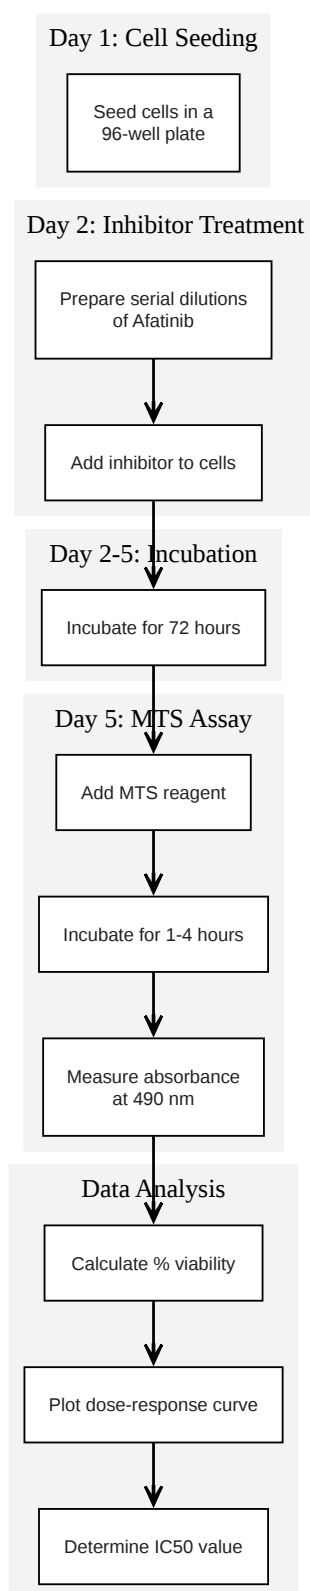 Day 1: Cell Seeding
Seed cells in a
96-well plate
Day 2: Inhibitor Treatment
Prepare serial dilutions
of Afatinib
Add inhibitor to cells
Day 2-5: Incubation
Incubate for 72 hours
Day 5: MTS Assay
Add MTS reagent
Incubate for 1-4 hours
Measure absorbance
at 490 nm
Data Analysis
Calculate % viability
Plot dose-response curve
Determine IC50 value